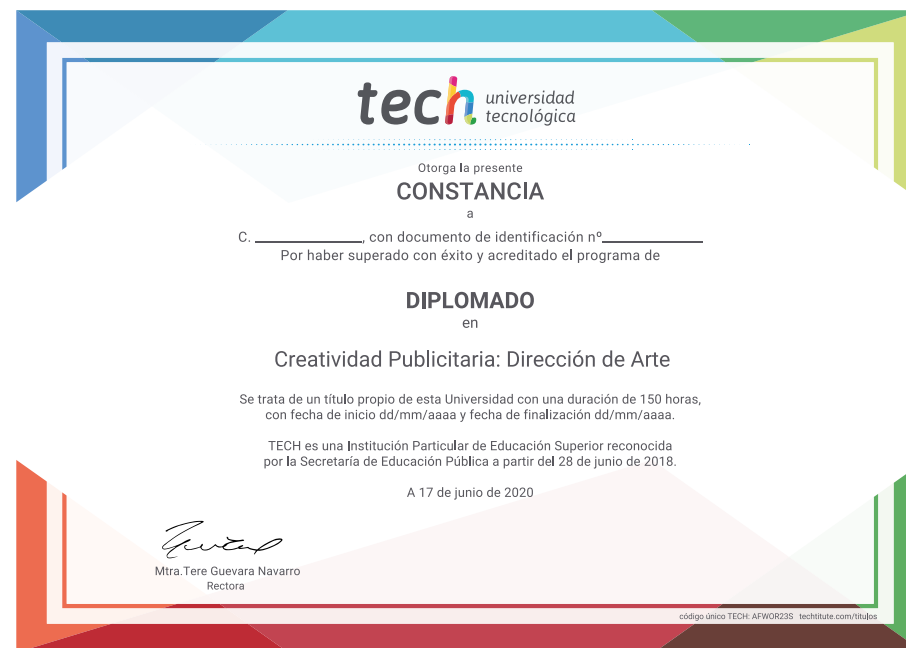 tech universidad
tecnológica
Otorga la presente
CONSTANCIA
a
C. ____________, con documento de identificación nº____________
Por haber superado con éxito y acreditado el programa de
DIPLOMADO
en
Creatividad Publicitaria: Dirección de Arte
Se trata de un título propio de esta Universidad con una duración de 150 horas,
con fecha de inicio dd/mm/aaaa y fecha de finalización dd/mm/aaaa.
TECH es una Institución Particular de Educación Superior reconocida
por la Secretaría de Educación Pública a partir del 28 de junio de 2018.
A 17 de junio de 2020
Mtra.Tere Guevara Navarro
Rectora
código único TECH: AFWOR23S techtitute.com/titulos